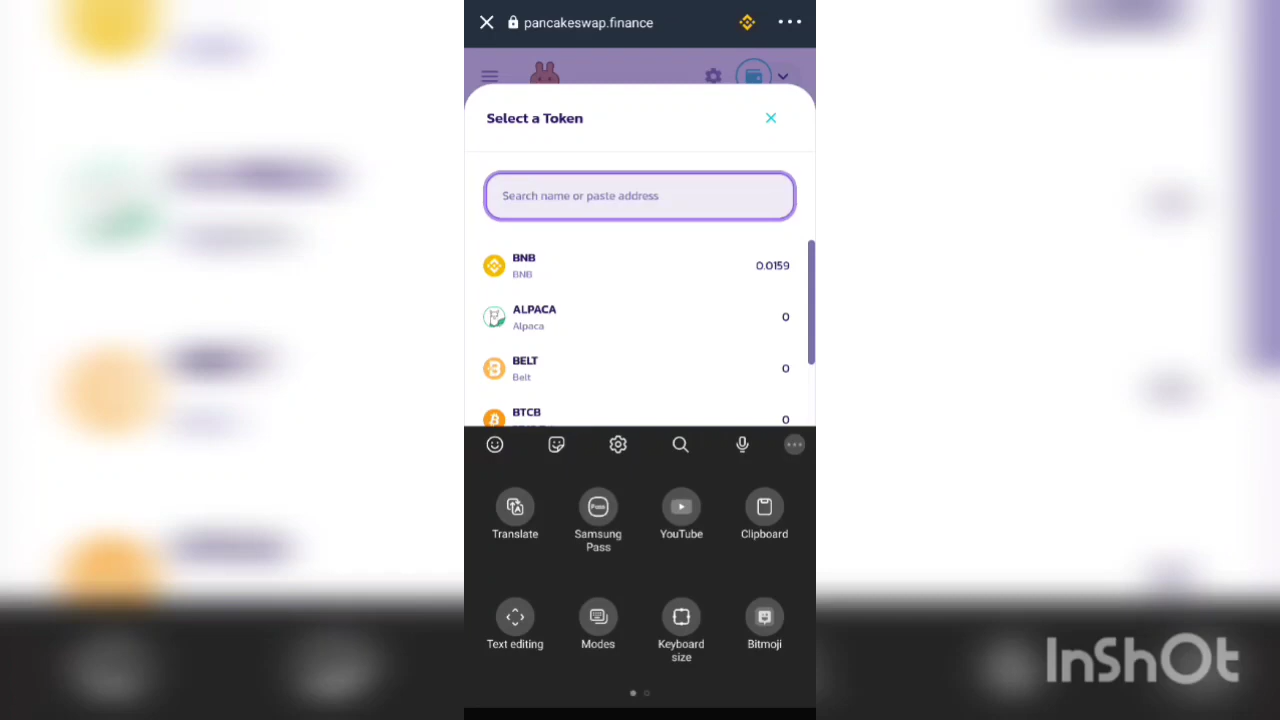 pancakeswap.finance
Select a Token
Search name or paste address
BNB
BNB
0.0159
ALPACA
Alpaca
0
BELT
Belt
0
BTCB
0
Translate
Samsung
Pass
YouTube
Clipboard
Text editing
Modes
Keyboard
size
Bitmoji
InShOt